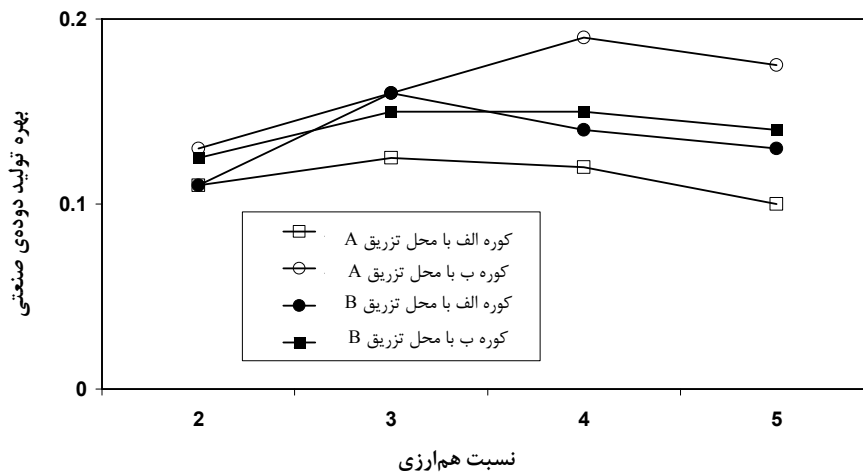 0.2
0.1
0
بهره تولید دوده‌ی صنعتی
کوره الف با محل تزریق A
کوره ب با محل تزریق A
کوره الف با محل تزریق B
کوره ب با محل تزریق B
2 3 4 5
نسبت هم‌ارزی